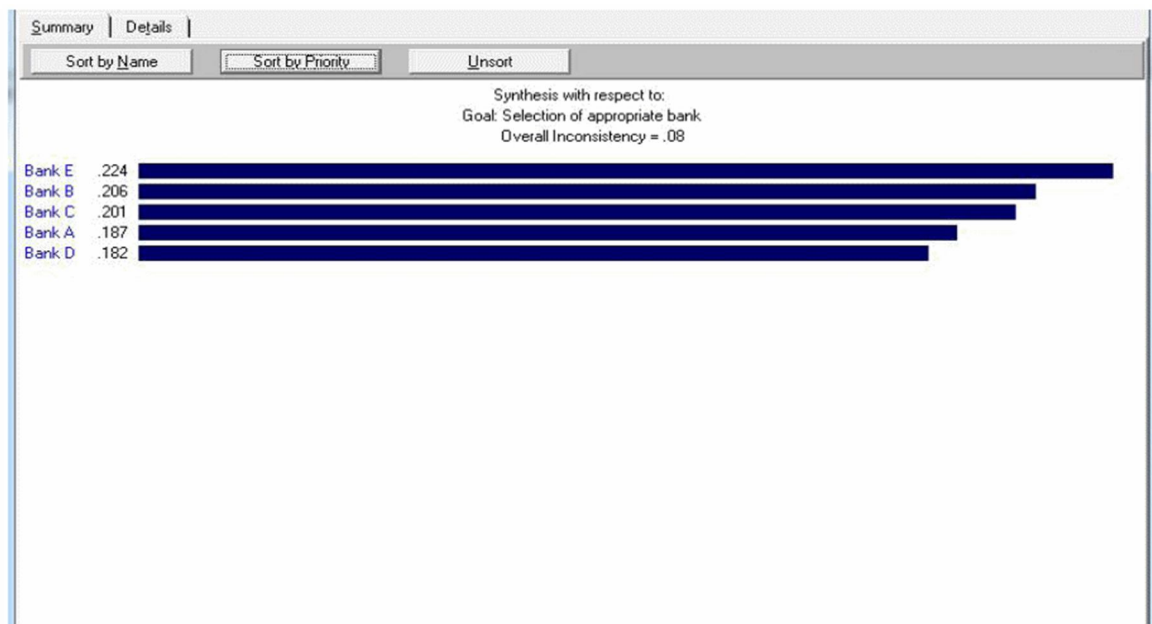 Summary Details
Sort by Name Sort by Priority Unsort
Synthesis with respect to:
Goal: Selection of appropriate bank
Overall Inconsistency = .08
Bank E .224
Bank B .206
Bank C .201
Bank A .187
Bank D .182